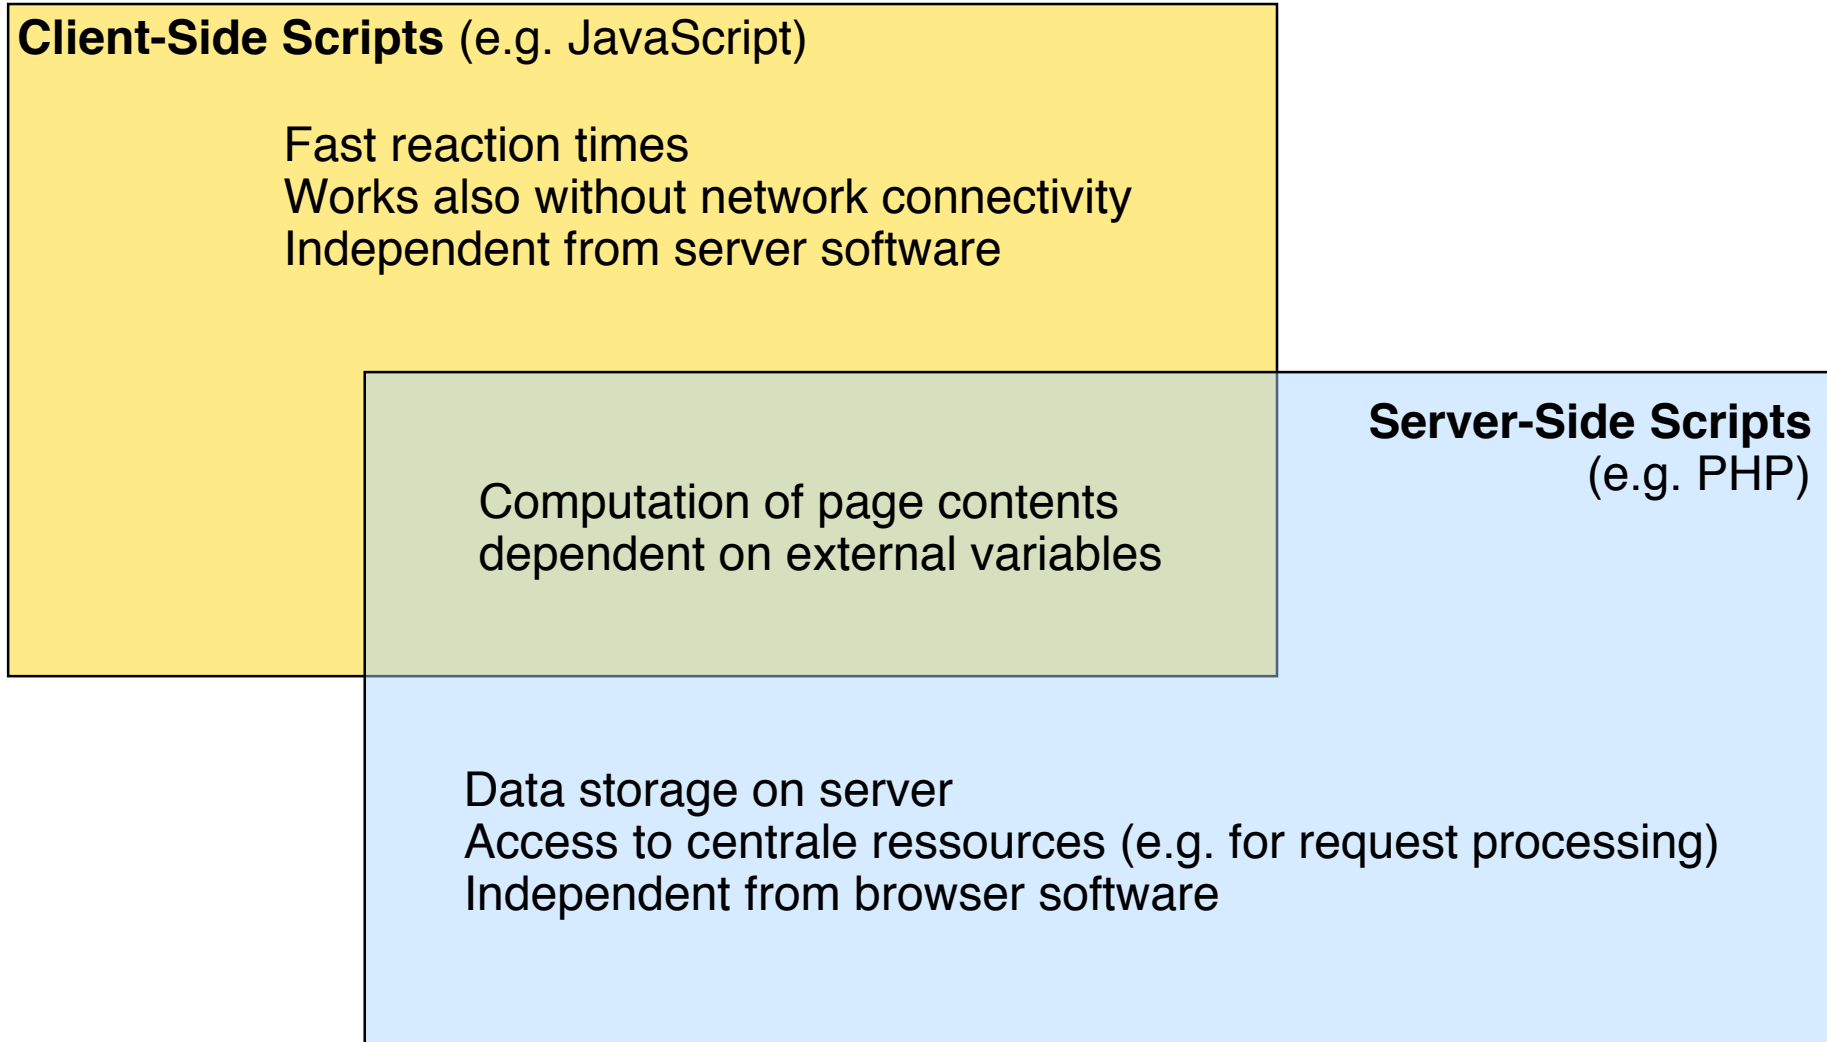 Client-Side Scripts (e.g. JavaScript)
Fast reaction times
Works also without network connectivity
Independent from server software
Server-Side Scripts
(e.g. PHP)
Computation of page contents
dependent on external variables
Data storage on server
Access to centrale ressources (e.g. for request processing)
Independent from browser software